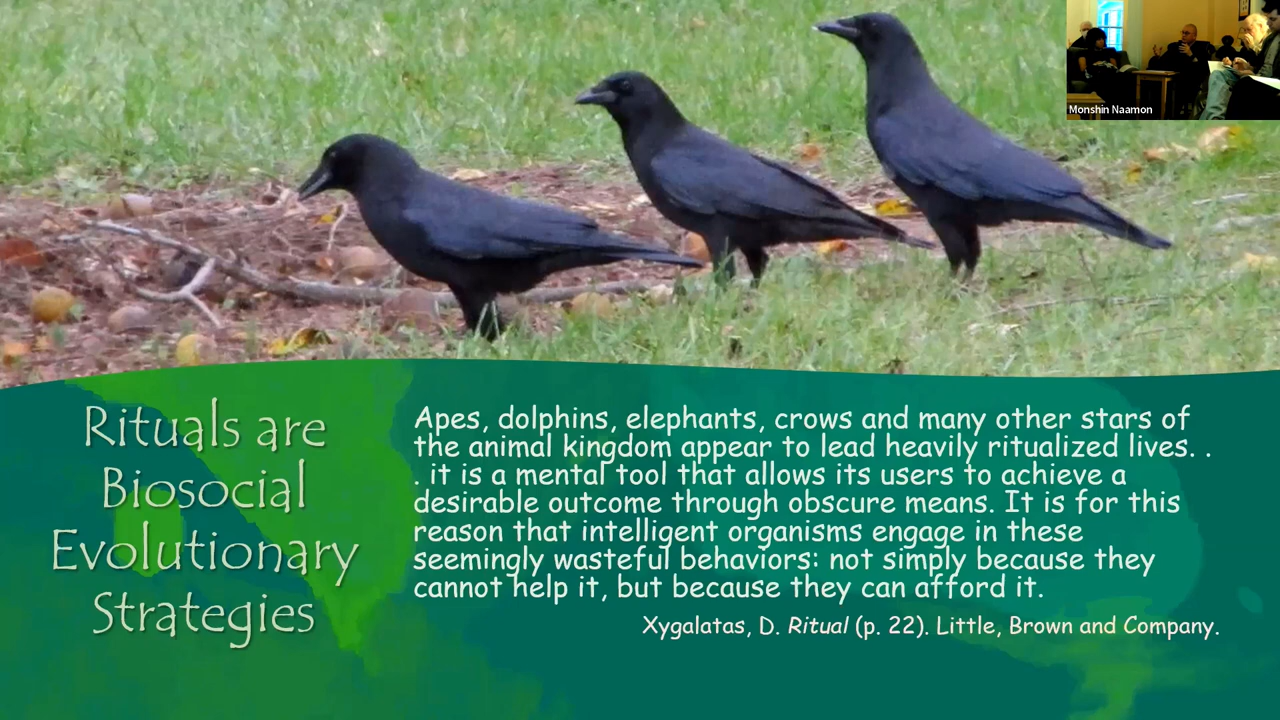 Monshin Naamon
Rituals are
Biosocial
Evolutionary
Strategies
Apes, dolphins, elephants, crows and many other stars of
the animal kingdom appear to lead heavily ritualized lives. .
. it is a mental tool that allows its users to achieve a
desirable outcome through obscure means. It is for this
reason that intelligent organisms engage in these
seemingly wasteful behaviors: not simply because they
cannot help it, but because they can afford it.
Xygalatas, D. Ritual (p. 22). Little, Brown and Company.